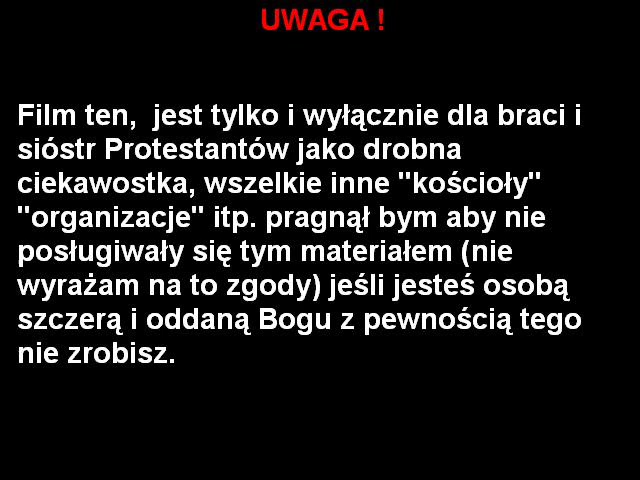 UWAGA !
Film ten,  jest tylko i wyłącznie dla braci i
sióstr Protestantów jako drobna
ciekawostka, wszelkie inne "kościoły"
"organizacje" itp. pragnął bym aby nie
posługiwały się tym materiałem (nie
wyrażam na to zgody) jeśli jesteś osobą
szczerą i oddaną Bogu z pewnością tego
nie zrobisz.